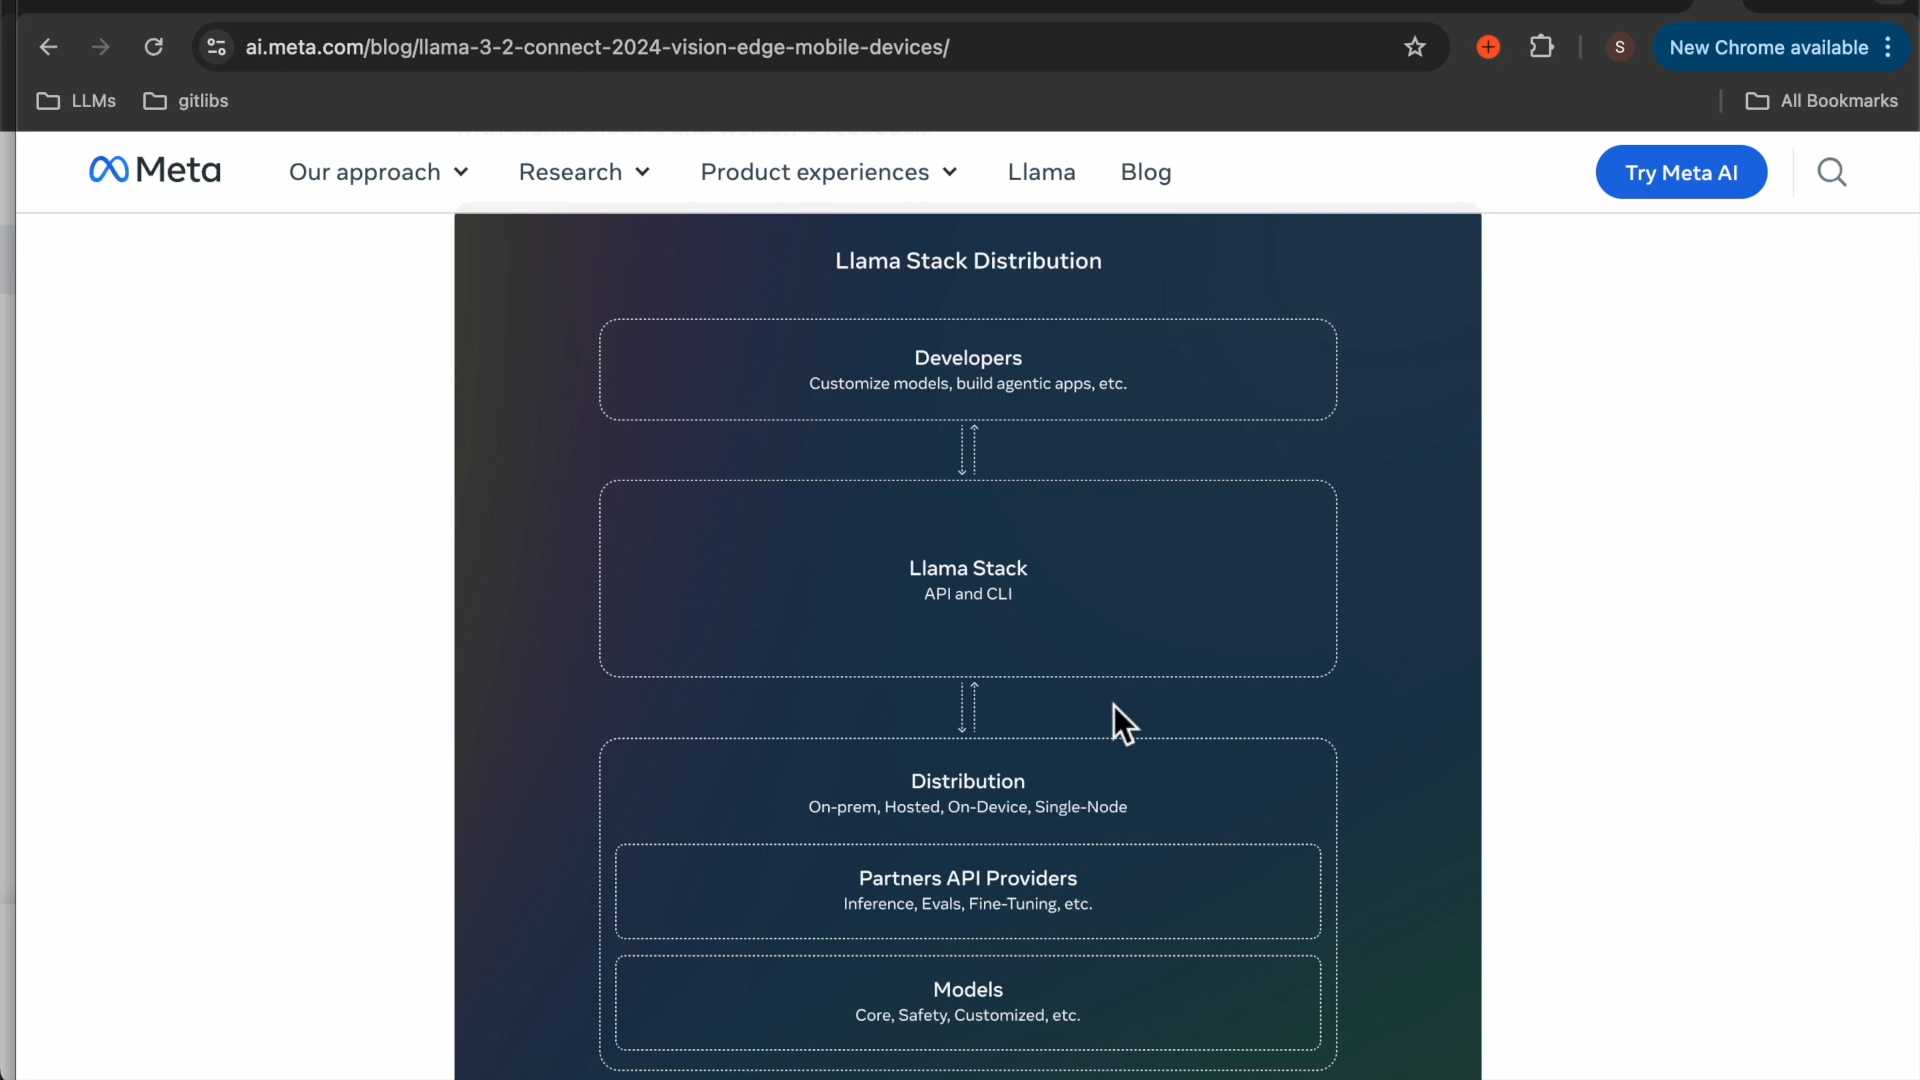 ai.meta.com/blog/llama-3-2-connect-2024-vision-edge-mobile-devices/
S
New Chrome available
LLMs
gitlibs
All Bookmarks
Meta
Our approach
Research
Product experiences
Llama
Blog
Try Meta AI
Llama Stack Distribution
Developers
Customize models, build agentic apps, etc.
Llama Stack
API and CLI
Distribution
On-prem, Hosted, On-Device, Single-Node
Partners API Providers
Inference, Evals, Fine-Tuning, etc.
Models
Core, Safety, Customized, etc.